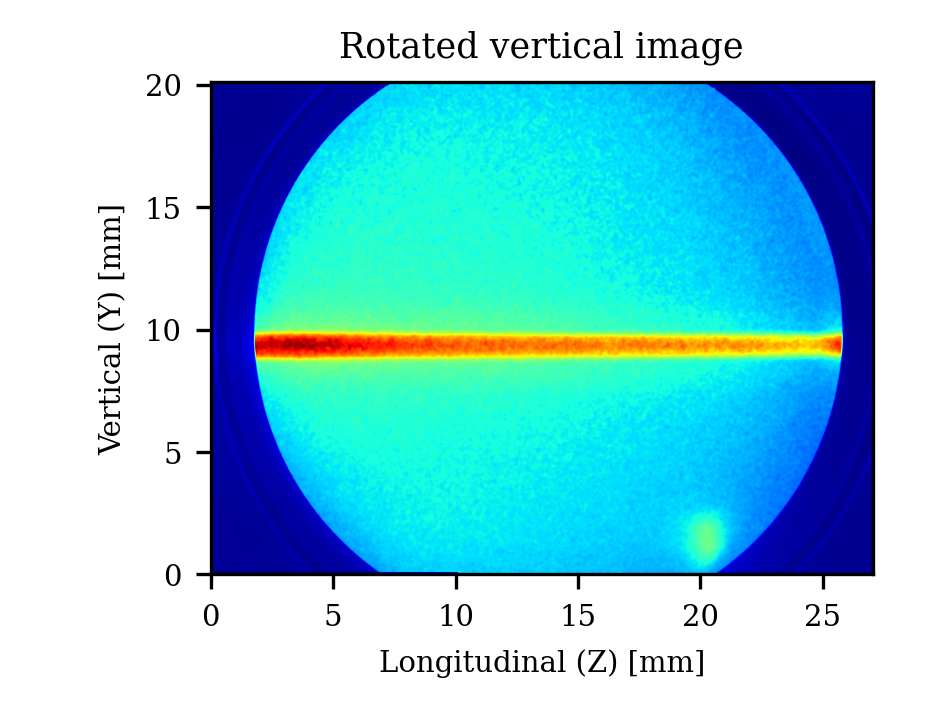 Rotated vertical image
20
15
10
5
0
Vertical (Y) [mm]
0 5 10 15 20 25
Longitudinal (Z) [mm]